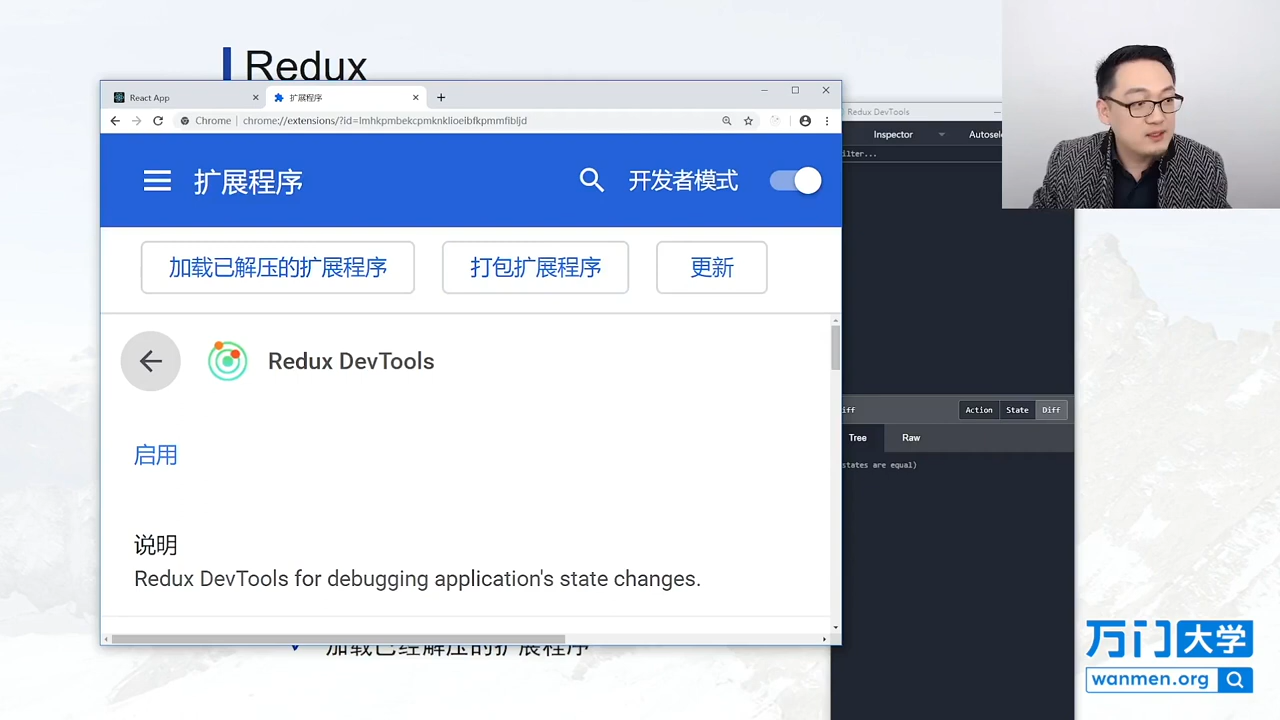 Redux
React App
扩展程序
Chrome | chrome://extensions/?id=lmhkpmbekcpmknklioeibfkpmmfibljd
扩展程序
开发者模式
加载已解压的扩展程序
打包扩展程序
更新
Redux DevTools
启用
说明
Redux DevTools for debugging application's state changes.
加载已经解压的扩展程序
Redux DevTools
Inspector
Autosele
ilter...
iff
Action
State
Diff
Tree
Raw
states are equal)
万门大学
wanmen.org